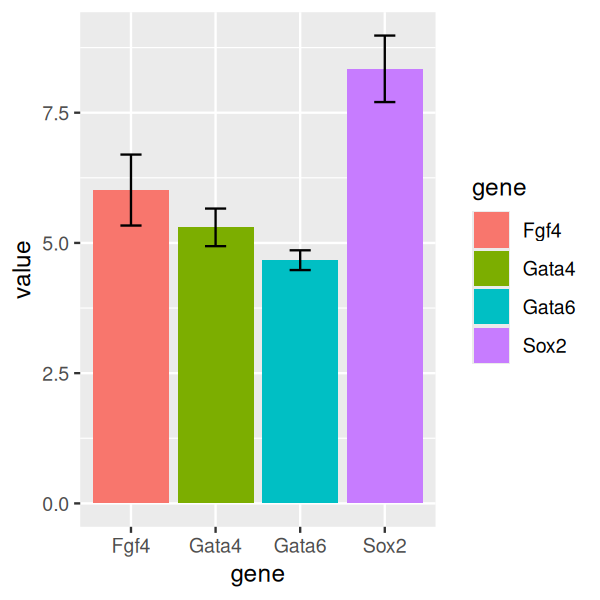 value
7.5
5.0
2.5
0.0
Fgf4 Gata4 Gata6 Sox2
gene
gene
Fgf4
Gata4
Gata6
Sox2